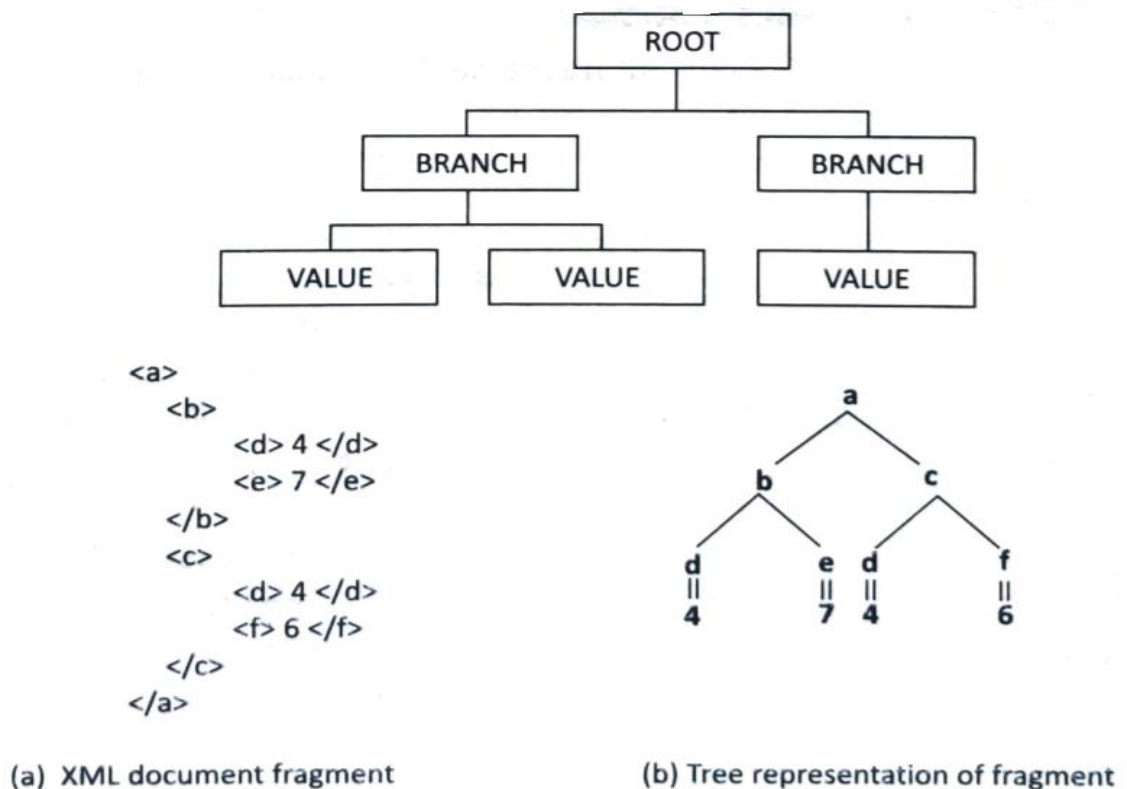 ROOT
BRANCH BRANCH
VALUE VALUE VALUE
<a>
<b>
<d> 4 </d>
<e> 7 </e>
</b>
<c>
<d> 4 </d>
<f> 6 </f>
</c>
</a>
a
b c
d e d f
4 7 4 6
(a) XML document fragment
(b) Tree representation of fragment